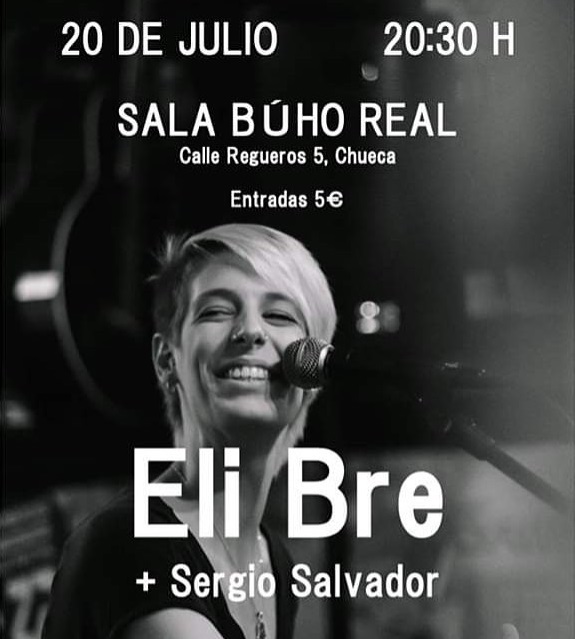 20 DE JULIO 20:30 H
SALA BÚHO REAL
Calle Regueros 5, Chueca
Entradas 5€
Eli Bre
+ Sergio Salvador